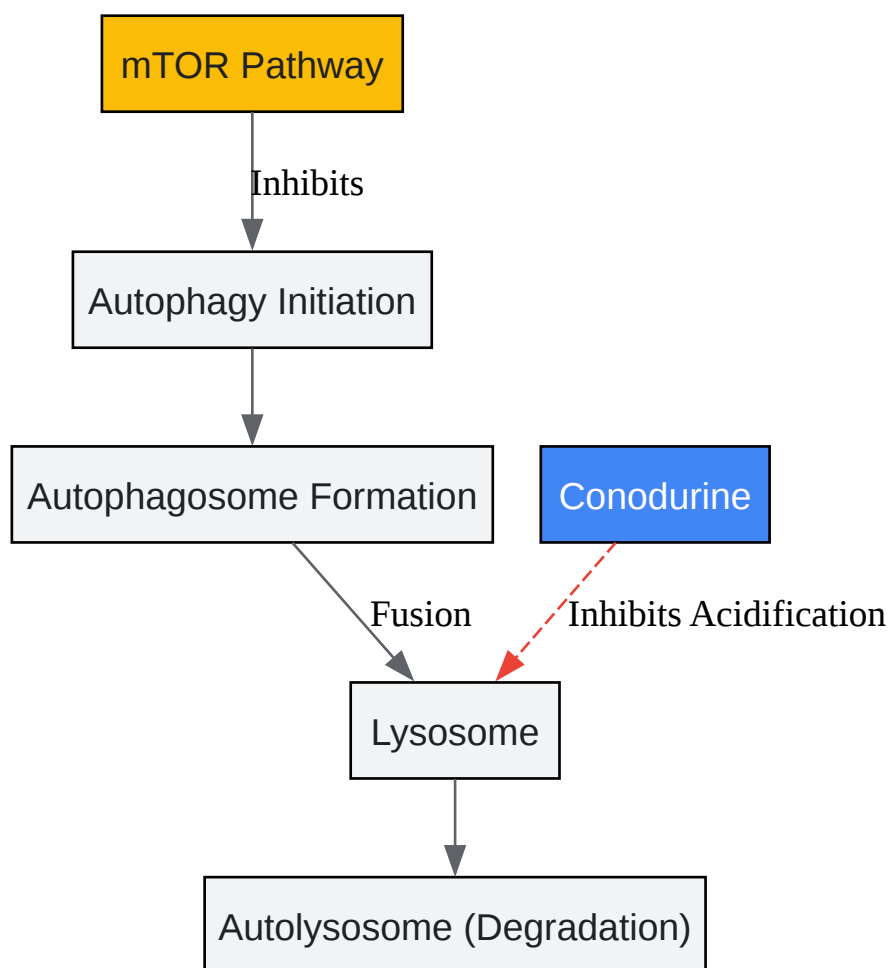 mTOR Pathway
Inhibits
Autophagy Initiation
Autophagosome Formation
Conodurine
Fusion
Inhibits Acidification
Lysosome
Autolysosome (Degradation)